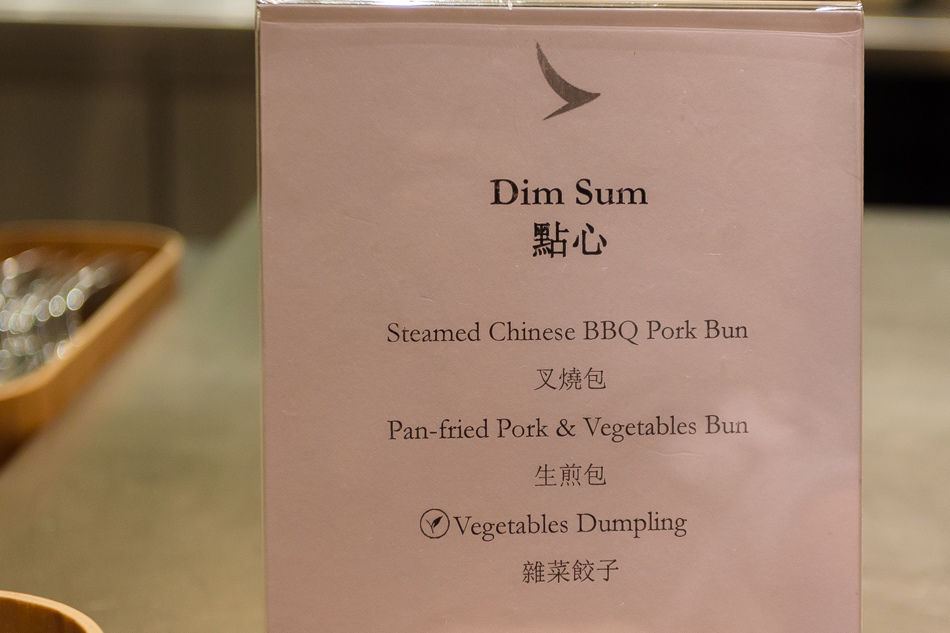 Dim Sum
點心
Steamed Chinese BBQ Pork Bun
叉燒包
Pan-fried Pork & Vegetables Bun
生煎包
Vegetables Dumpling
雜菜餃子